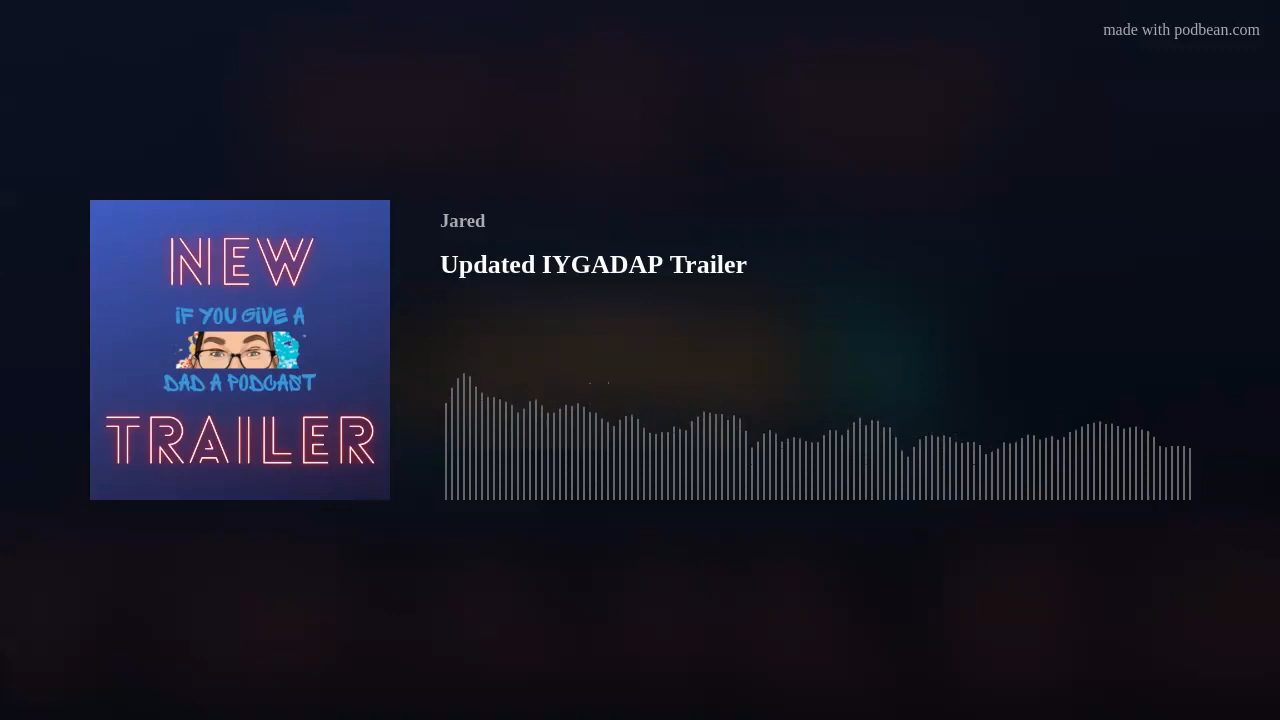 made with podbean.com
NEW
IF YOU GIVE A
DAD A PODCAST
TRAILER
Jared
Updated IYGADAP Trailer